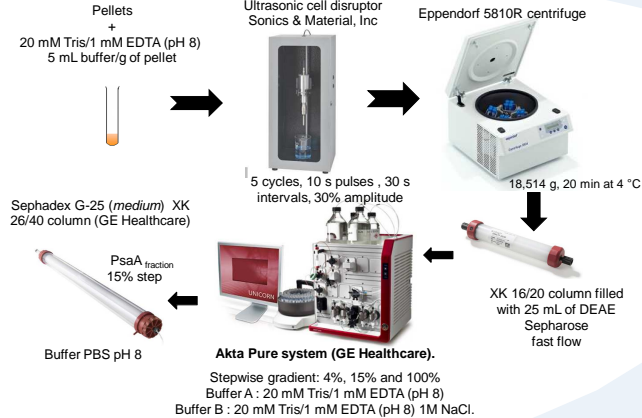 Pellets
+
20 mM Tris/1 mM EDTA (pH 8)
5 mL buffer/g of pellet
Ultrasonic cell disruptor
Sonics & Material, Inc
Eppendorf 5810R centrifuge
5 cycles, 10 s pulses , 30 s
intervals, 30% amplitude
18,514 g, 20 min at 4 °C
XK 16/20 column filled
with 25 mL of DEAE
Sepharose
fast flow
UNICORN
Akta Pure system (GE Healthcare).
Stepwise gradient: 4%, 15% and 100%
Buffer A : 20 mM Tris/1 mM EDTA (pH 8)
Buffer B : 20 mM Tris/1 mM EDTA (pH 8) 1M NaCl.
PsaA fraction
15% step
Sephadex G-25 (medium) XK
26/40 column (GE Healthcare)
Buffer PBS pH 8